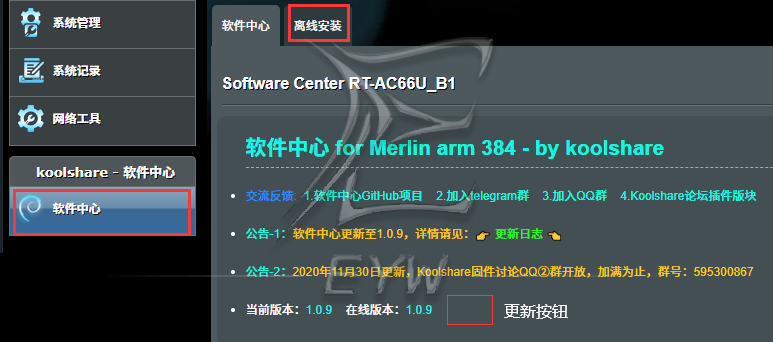 系统管理
系统记录
网络工具
koolshare - 软件中心
软件中心
软件中心 离线安装
Software Center RT-AC66U_B1
软件中心 for Merlin arm 384 - by koolshare
交流反馈: 1.软件中心GitHub项目 2.加入telegram群 3.加入QQ群 4.Koolshare论坛插件版块
公告-1：软件中心更新至1.0.9，详情请见： 更新日志
公告-2：2020年11月30日更新，Koolshare固件讨论QQ②群开放，加满为止，群号：595300867
当前版本：1.0.9 在线版本：1.0.9 更新按钮
EYW